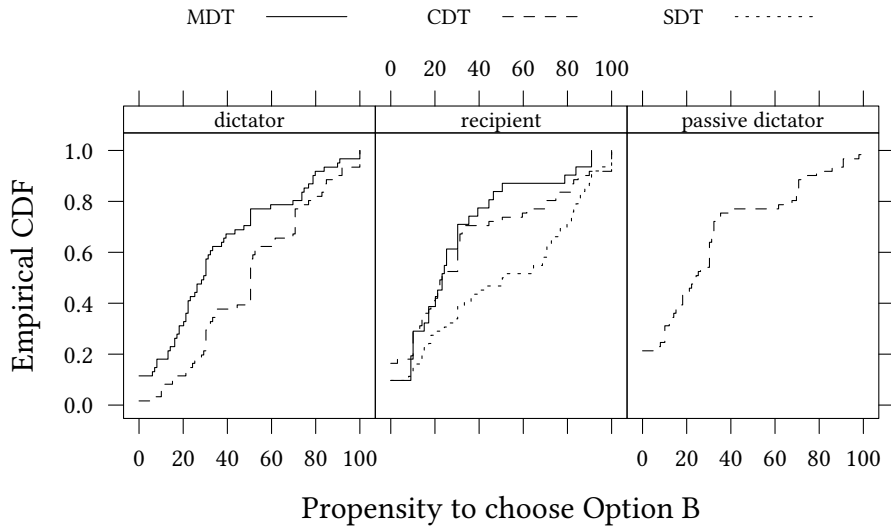 MDT CDT SDT
0 20 40 60 80 100
dictator recipient passive dictator
1.0
0.8
0.6
0.4
0.2
0.0
Empirical CDF
0 20 40 60 80 100 0 20 40 60 80 100
Propensity to choose Option B